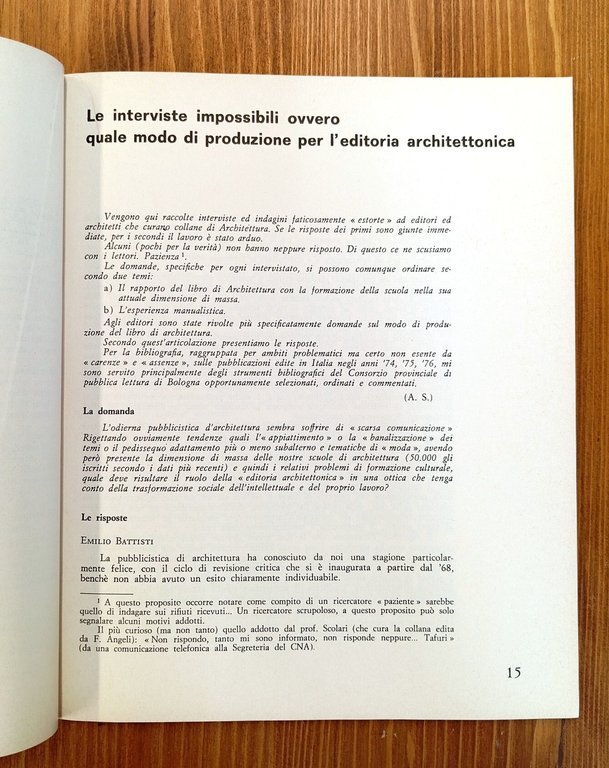 Le interviste impossibili ovvero
quale modo di produzione per l'editoria architettonica
Vengono qui raccolte interviste ed indagini faticosamente « estorte » ad editori ed
architetti che curano collane di Architettura. Se le risposte dei primi sono giunte imme-
diate, per i secondi il lavoro è stato arduo.
Alcuni (pochi per la verità) non hanno neppure risposto. Di questo ce ne scusiamo
con i lettori. Pazienza ¹.
Le domande, specifiche per ogni intervistato, si possono comunque ordinare se-
condo due temi:
a) Il rapporto del libro di Architettura con la formazione della scuola nella sua
attuale dimensione di massa.
b) L'esperienza manualistica.
Agli editori sono state rivolte più specificatamente domande sul modo di produ-
zione del libro di architettura.
Secondo quest'articolazione presentiamo le risposte.
Per la bibliografia, raggruppata per ambiti problematici ma certo non esente da
« carenze » e « assenze », sulle pubblicazioni edite in Italia negli anni '74, '75, '76, mi
sono servito principalmente degli strumenti bibliografici del Consorzio provinciale di
pubblica lettura di Bologna opportunamente selezionati, ordinati e commentati.
(A. S.)
La domanda
L'odierna pubblicistica d'architettura sembra soffrire di « scarsa comunicazione »
Rigettando ovviamente tendenze quali l'« appiattimento » o la « banalizzazione » dei
temi o il pedissequo adattamento più o meno subalterno e tematiche di « moda », avendo
però presente la dimensione di massa delle nostre scuole di architettura (50.000 gli
iscritti secondo i dati più recenti) e quindi i relativi problemi di formazione culturale,
quale deve risultare il ruolo della « editoria architettonica » in una ottica che tenga
conto della trasformazione sociale dell'intellettuale e del proprio lavoro?
Le risposte
EMILIO BATTISTI
La pubblicistica di architettura ha conosciuto da noi una stagione particolar-
mente felice, con il ciclo di revisione critica che si è inaugurata a partire dal '68,
benchè non abbia avuto un esito chiaramente individuabile.
¹ A questo proposito occorre notare come compito di un ricercatore « paziente » sarebbe
quello di indagare sui rifiuti ricevuti... Un ricercatore scrupoloso, a questo proposito può solo
segnalare alcuni motivi addotti.
Il più curioso (ma non tanto) quello addotto dal prof. Scolari (che cura la collana edita
da F. Angeli): « Non rispondo, tanto mi sono informato, non risponde neppure... Tafuri »
(da una comunicazione telefonica alla Segreteria del CNA).
15